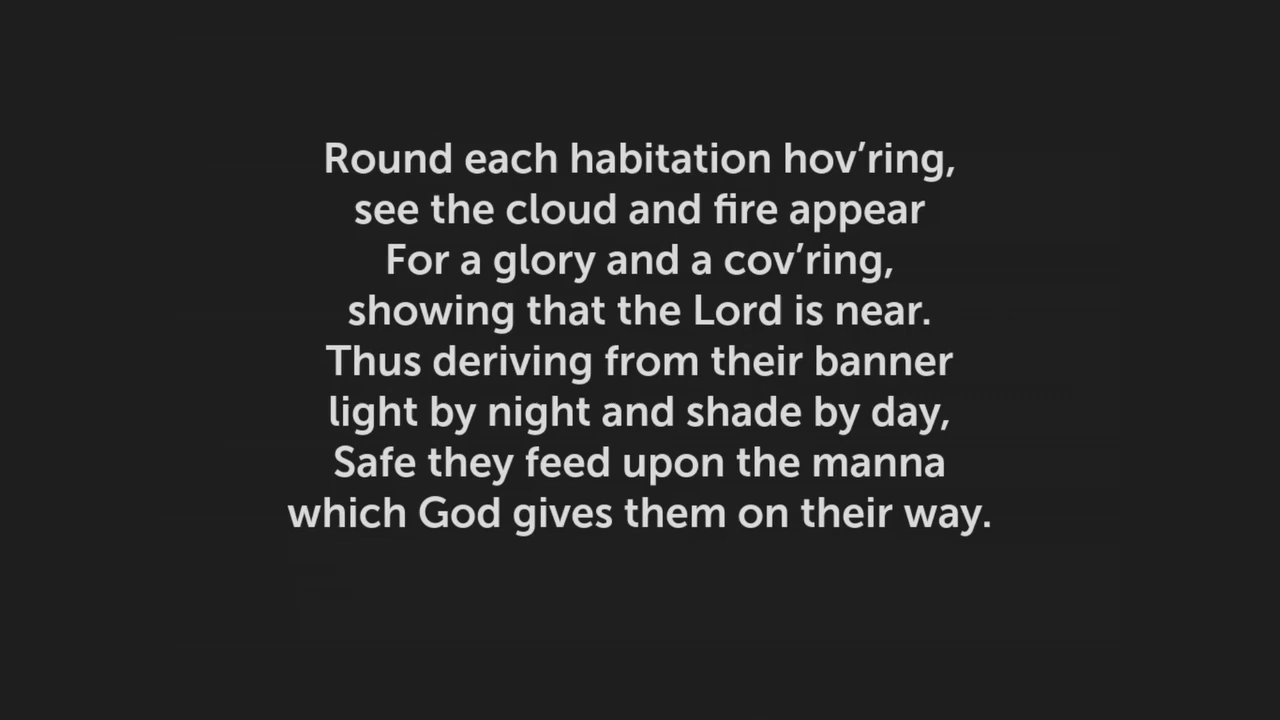 Round each habitation hov’ring,
see the cloud and fire appear
For a glory and a cov’ring,
showing that the Lord is near.
Thus deriving from their banner
light by night and shade by day,
Safe they feed upon the manna
which God gives them on their way.